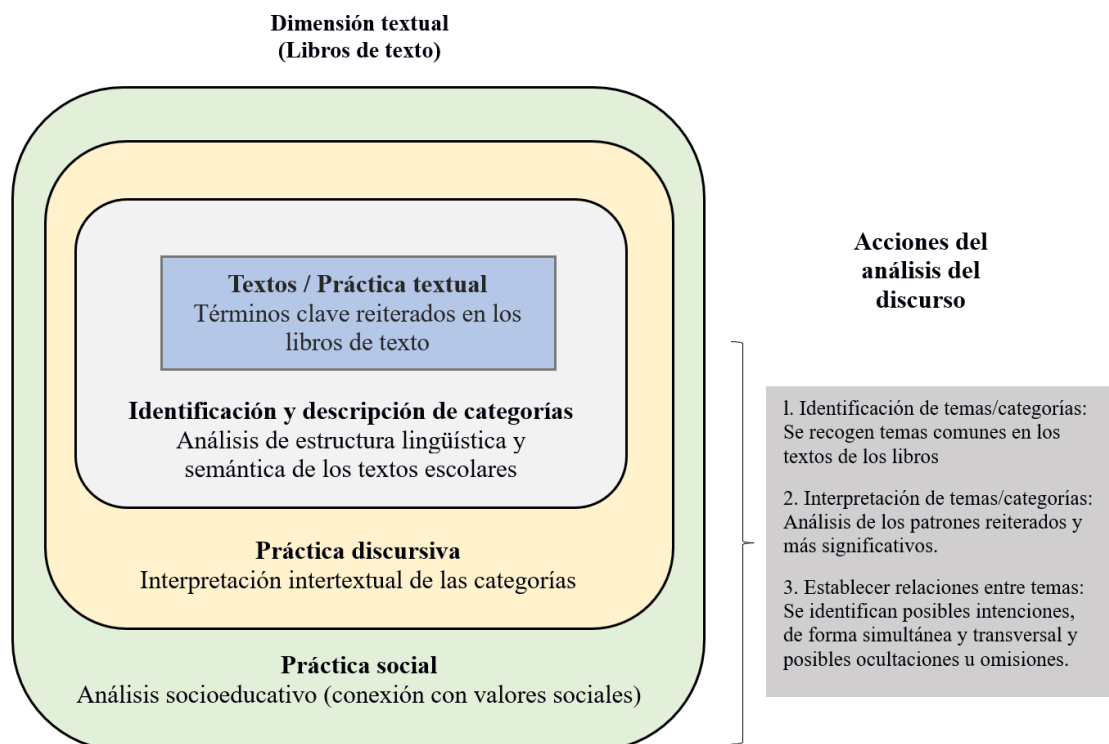 Dimensión textual
(Libros de texto)
Textos / Práctica textual
Términos clave reiterados en los
libros de texto
Identificación y descripción de categorías
Análisis de estructura lingüística y
semántica de los textos escolares
Práctica discursiva
Interpretación intertextual de las categorías
Práctica social
Análisis socioeducativo (conexión con valores sociales)
Acciones del
análisis del
discurso
l. Identificación de temas/categorías:
Se recogen temas comunes en los
textos de los libros
2. Interpretación de temas/categorías:
Análisis de los patrones reiterados y
más significativos.
3. Establecer relaciones entre temas:
Se identifican posibles intenciones,
de forma simultánea y transversal y
posibles ocultaciones u omisiones.